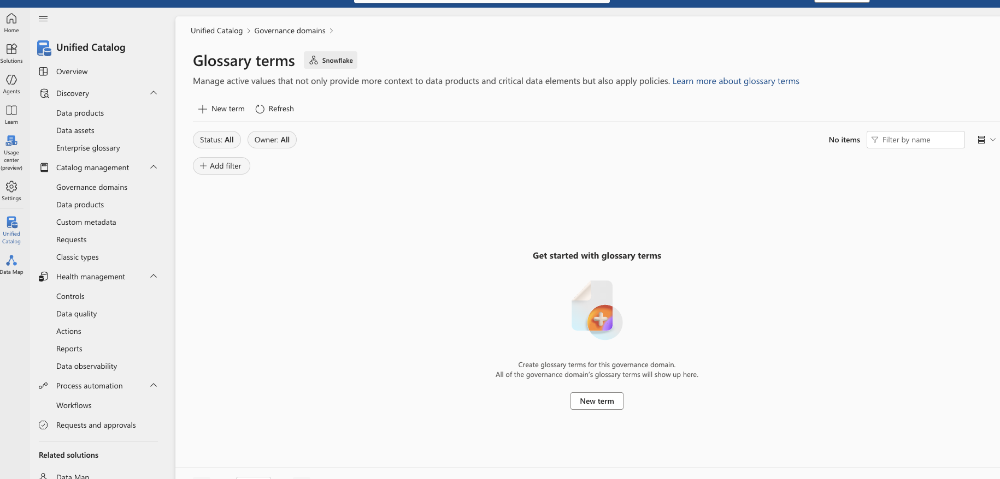 Home
Solutions
Agents
Learn
Usage
center
(preview)
Settings
Unified
Catalog
Data Map
Unified Catalog
Overview
Discovery
Data products
Data assets
Enterprise glossary
Catalog management
Governance domains
Data products
Custom metadata
Requests
Classic types
Health management
Controls
Data quality
Actions
Reports
Data observability
Process automation
Workflows
Requests and approvals
Related solutions
Data Map
Unified Catalog > Governance domains >
Glossary terms Snowflake
Manage active values that not only provide more context to data products and critical data elements but also apply policies. Learn more about glossary terms
New term Refresh
Status: All Owner: All No items Filter by name
Add filter
Get started with glossary terms
Create glossary terms for this governance domain.
All of the governance domain's glossary terms will show up here.
New term